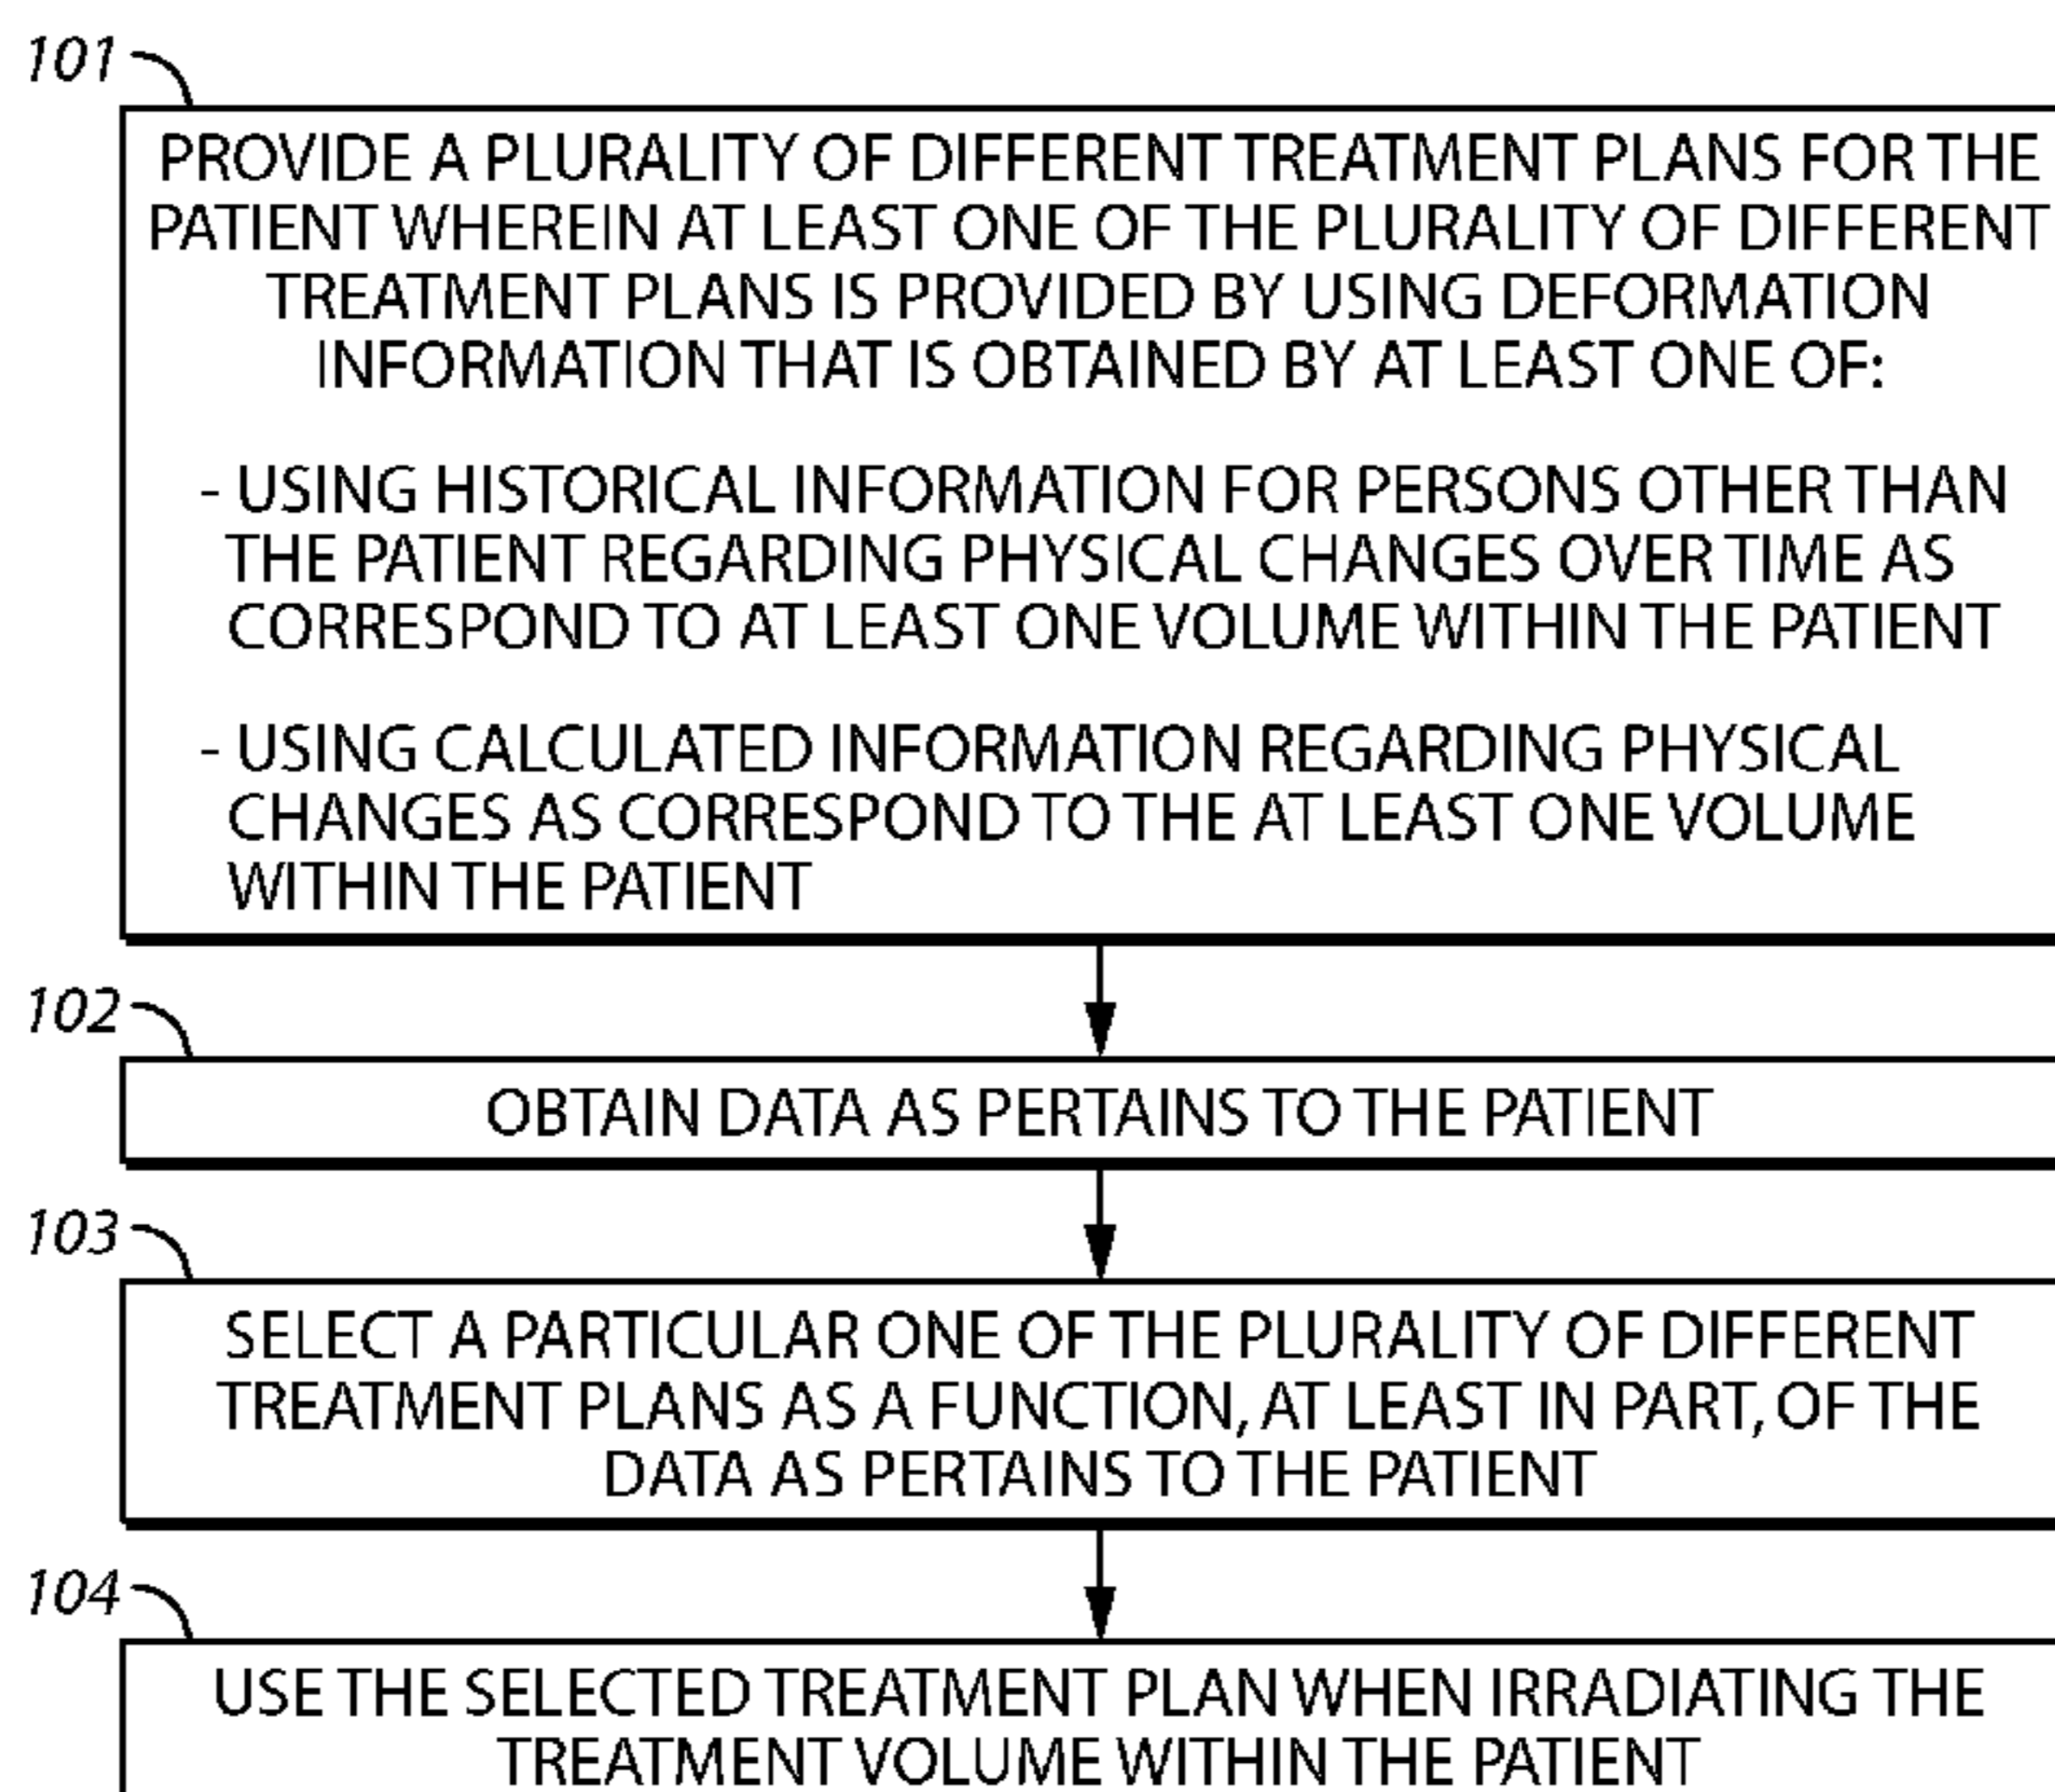 101
PROVIDE A PLURALITY OF DIFFERENT TREATMENT PLANS FOR THE
PATIENT WHEREIN AT LEAST ONE OF THE PLURALITY OF DIFFERENT
TREATMENT PLANS IS PROVIDED BY USING DEFORMATION
INFORMATION THAT IS OBTAINED BY AT LEAST ONE OF:
- USING HISTORICAL INFORMATION FOR PERSONS OTHER THAN
THE PATIENT REGARDING PHYSICAL CHANGES OVER TIME AS
CORRESPOND TO AT LEAST ONE VOLUME WITHIN THE PATIENT
- USING CALCULATED INFORMATION REGARDING PHYSICAL
CHANGES AS CORRESPOND TO THE AT LEAST ONE VOLUME
WITHIN THE PATIENT
102
OBTAIN DATA AS PERTAINS TO THE PATIENT
103
SELECT A PARTICULAR ONE OF THE PLURALITY OF DIFFERENT
TREATMENT PLANS AS A FUNCTION, AT LEAST IN PART, OF THE
DATA AS PERTAINS TO THE PATIENT
104
USE THE SELECTED TREATMENT PLAN WHEN IRRADIATING THE
TREATMENT VOLUME WITHIN THE PATIENT